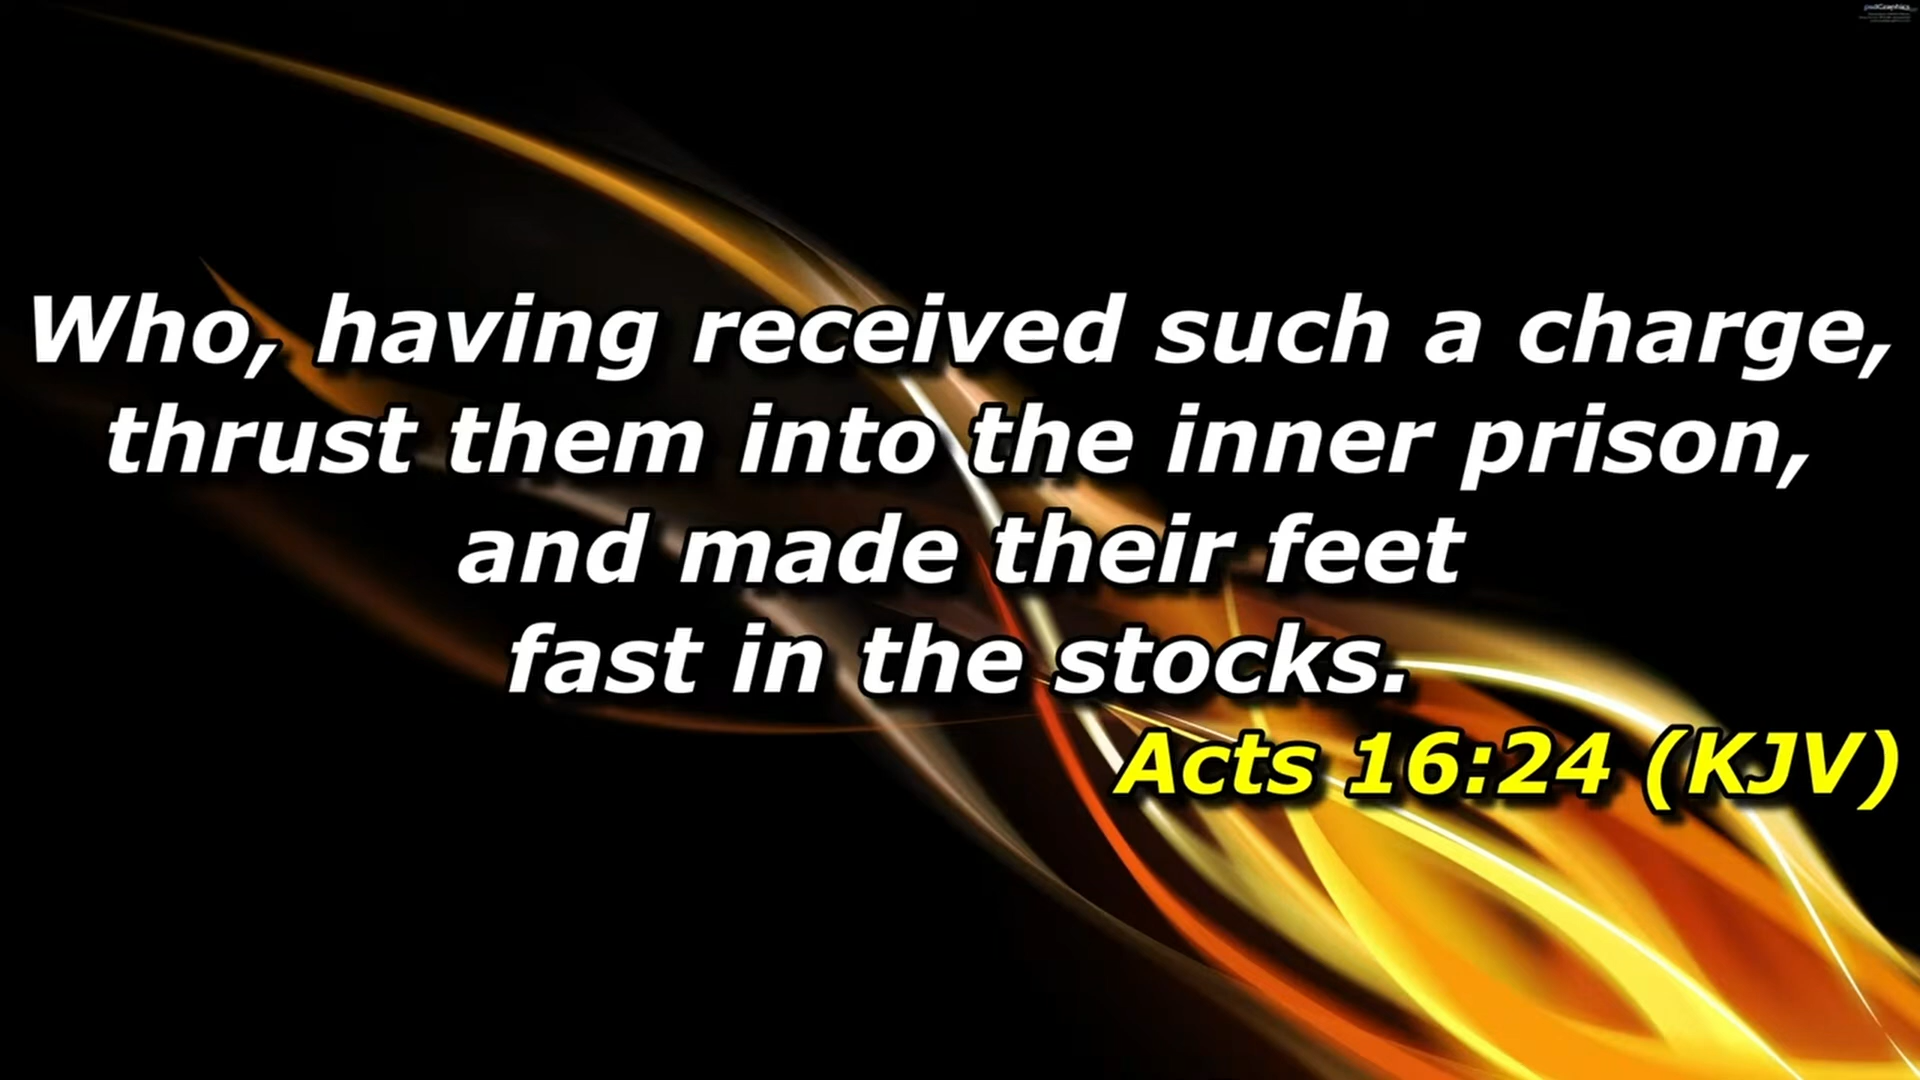 psdGraphics
Who, having received such a charge,
thrust them into the inner prison,
and made their feet
fast in the stocks.
Acts 16:24 (KJV)